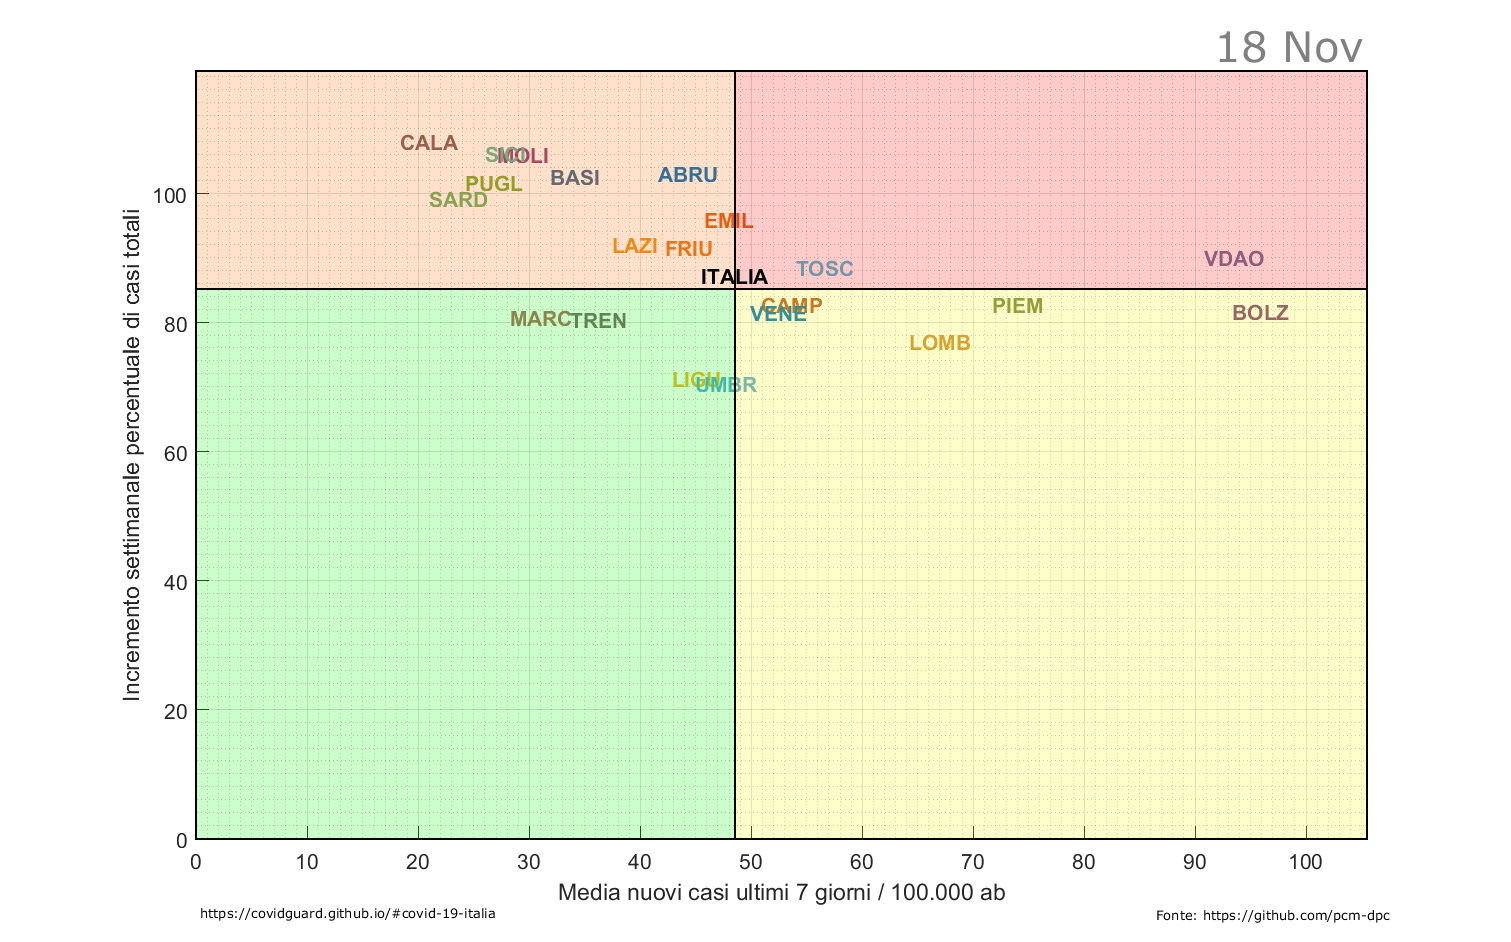 18 Nov
CALA
SICI
MOLI
ABRU
BASI
PUGL
SARD
100
EMIL
LAZI
FRIU
VDAO
TOSC
ITALIA
CAMP
PIEM
VENE
BOLZ
MARC
TREN
80
LOMB
LIGU
UMBR
60
40
20
0
Incremento settimanale percentuale di casi totali
0 10 20 30 40 50 60 70 80 90 100
Media nuovi casi ultimi 7 giorni / 100.000 ab
https://covidguard.github.io/#covid-19-italia
Fonte: https://github.com/pcm-dpc